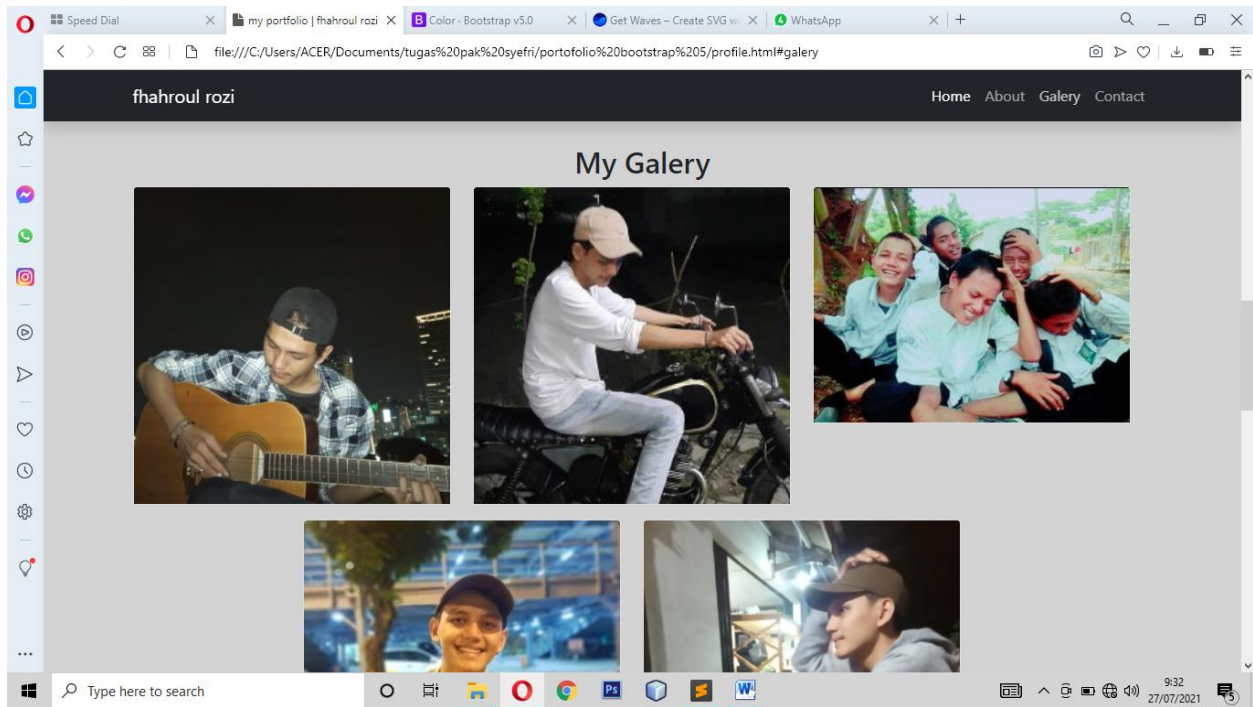 Speed Dial
my portfolio | fhahroul rozi
B Color · Bootstrap v5.0
Get Waves – Create SVG w
WhatsApp
file:///C:/Users/ACER/Documents/tugas%20pak%20syefri/portofolio%20bootstrap%205/profile.html#galery
fhahroul rozi
Home About Galery Contact
My Galery
Type here to search
Ps
W
9:32
27/07/2021
5